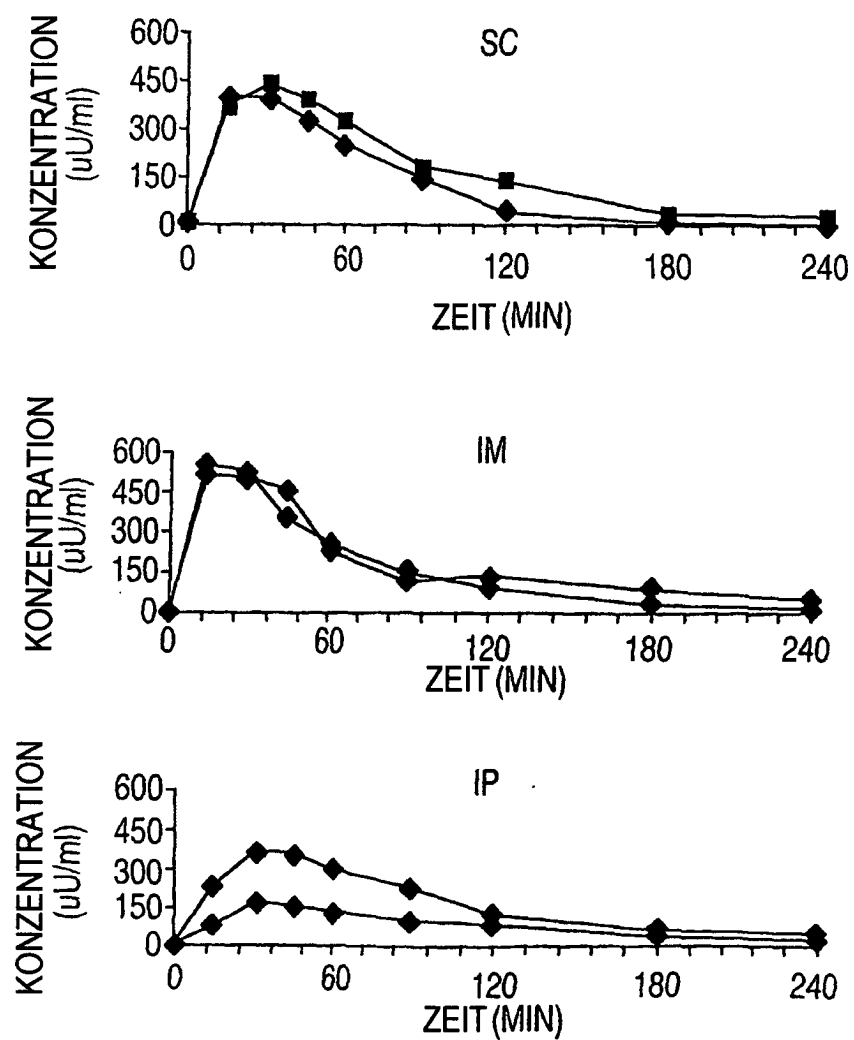 SC
KONZENTRATION
(uU/ml)
600
450
300
150
0
0 60 120 180 240
ZEIT (MIN)
IM
KONZENTRATION
(uU/ml)
600
450
300
150
0
0 60 120 180 240
ZEIT (MIN)
IP
KONZENTRATION
(uU/ml)
600
450
300
150
0
0 60 120 180 240
ZEIT (MIN)